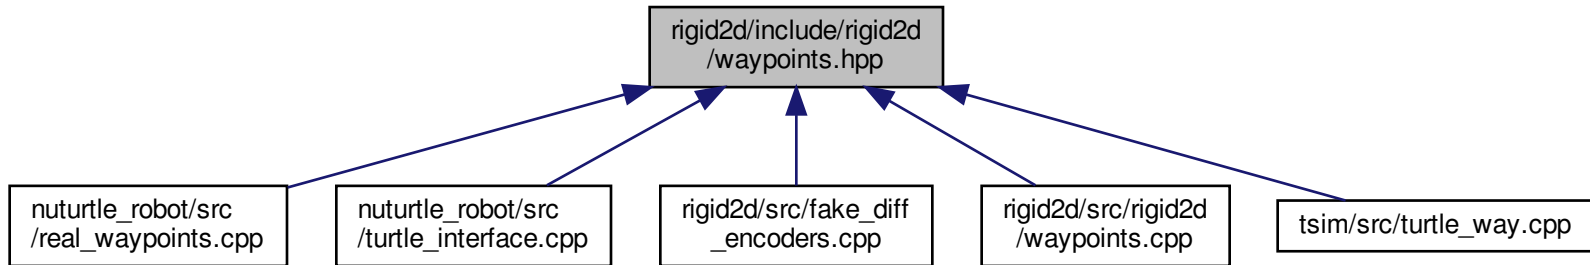 rigid2d/include/rigid2d
/waypoints.hpp
nuturtle_robot/src
/real_waypoints.cpp
nuturtle_robot/src
/turtle_interface.cpp
rigid2d/src/fake_diff
_encoders.cpp
rigid2d/src/rigid2d
/waypoints.cpp
tsim/src/turtle_way.cpp